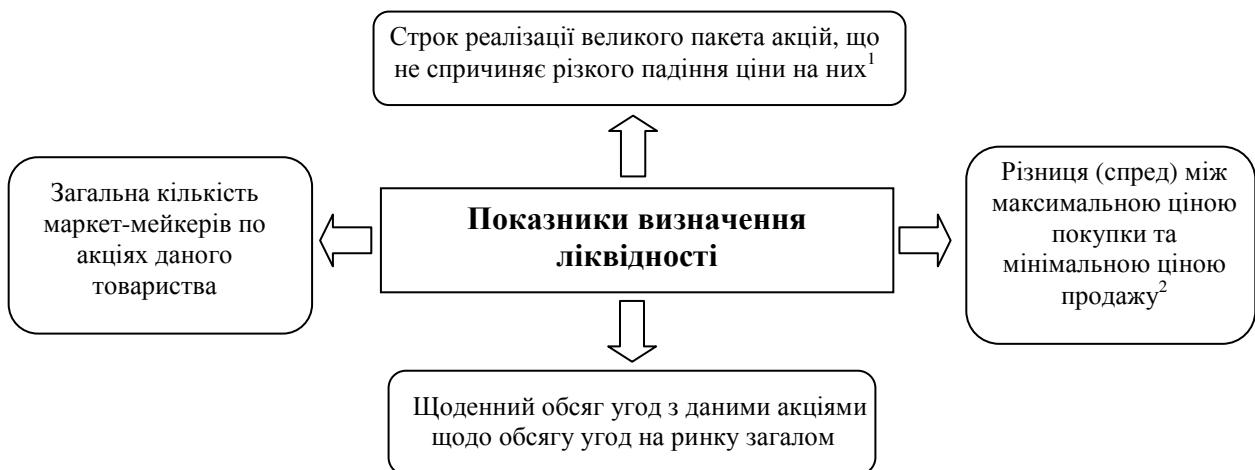 Строк реалізації великого пакета акцій, що
не спричиняє різкого падіння ціни на них¹
Загальна кількість
маркет-мейкерів по
акціях даного
товариства
Показники визначення
ліквідності
Різниця (спред) між
максимальною ціною
покупки та
мінімальною ціною
продажу²
Щоденний обсяг угод з даними акціями
щодо обсягу угод на ринку загалом